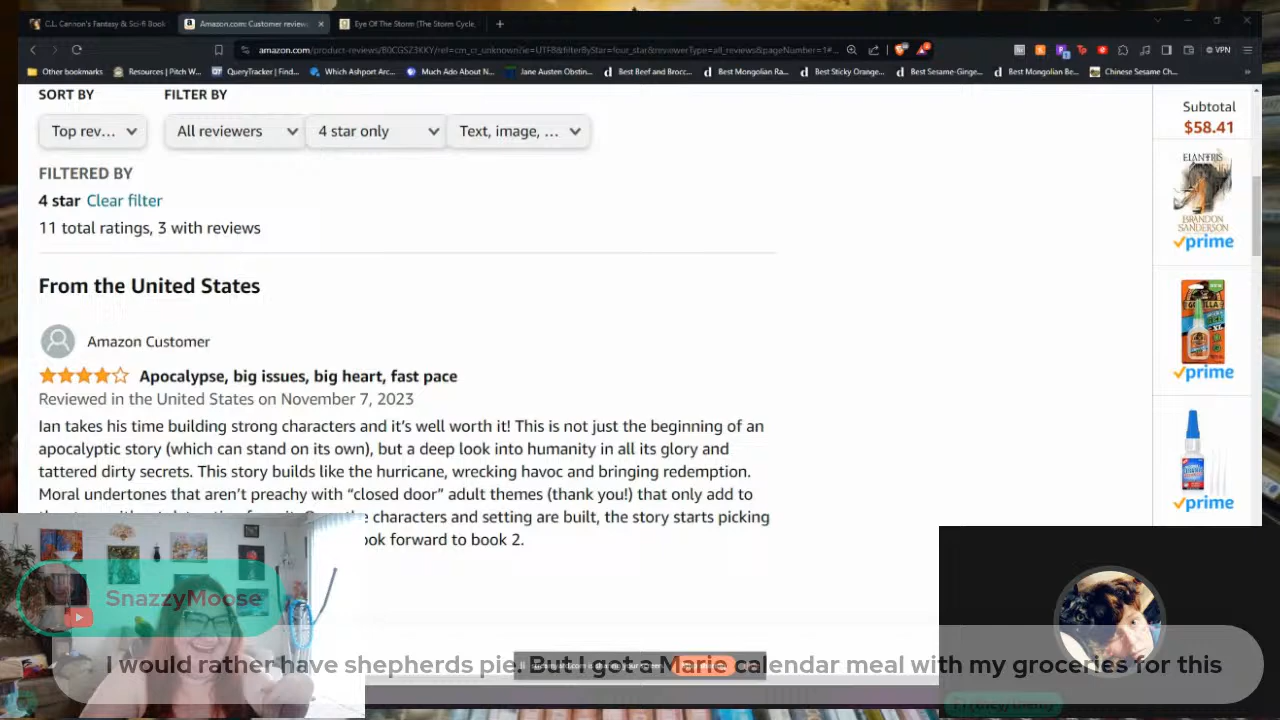 C.L. Cannon's Fantasy & Sci-fi Book
Amazon.com: Customer review
Eye Of The Storm (The Storm Cycle,
amazon.com/product-reviews/B0CGSZ3KKY/ref=cm_cr_unknown?ie=UTF8&filterByStar=four_star&reviewerType=all_reviews&pageNumber=1#...
VPN
Other bookmarks
Resources | Pitch W...
QueryTracker | Find...
Which Ashport Arc...
Much Ado About N...
Jane Austen Obstin...
Best Beef and Brocc...
Best Mongolian Ra...
Best Sticky Orange...
Best Sesame-Ginge...
Best Mongolian Be...
Chinese Sesame Ch...
SORT BY
FILTER BY
Top rev...
All reviewers
4 star only
Text, image, ...
FILTERED BY
4 star Clear filter
11 total ratings, 3 with reviews
From the United States
Amazon Customer
Apocalypse, big issues, big heart, fast pace
Reviewed in the United States on November 7, 2023
Ian takes his time building strong characters and it's well worth it! This is not just the beginning of an
apocalyptic story (which can stand on its own), but a deep look into humanity in all its glory and
tattered dirty secrets. This story builds like the hurricane, wrecking havoc and bringing redemption.
Moral undertones that aren't preachy with "closed door" adult themes (thank you!) that only add to
characters and setting are built, the story starts picking
look forward to book 2.
Subtotal
$58.41
ELANTRIS
BRANDON
SANDERSON
prime
GORILLA
prime
prime
SnazzyMoose
I would rather have shepherds pie. But I got a Marie calendar meal with my groceries for this